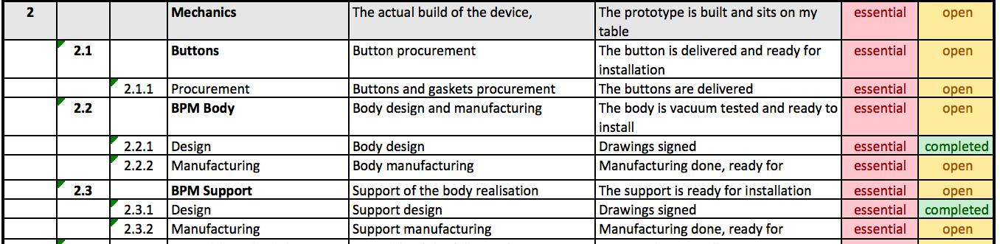 2 Mechanics The actual build of the device, The prototype is built and sits on my table essential open
2.1 Buttons Button procurement The button is delivered and ready for installation essential open
2.1.1 Procurement Buttons and gaskets procurement The buttons are delivered essential open
2.2 BPM Body Body design and manufacturing The body is vacuum tested and ready to install essential open
2.2.1 Design Body design Drawings signed essential completed
2.2.2 Manufacturing Body manufacturing Manufacturing done, ready for essential open
2.3 BPM Support Support of the body realisation The support is ready for installation essential open
2.3.1 Design Support design Drawings signed essential completed
2.3.2 Manufacturing Support manufacturing Manufacturing done, ready for essential open